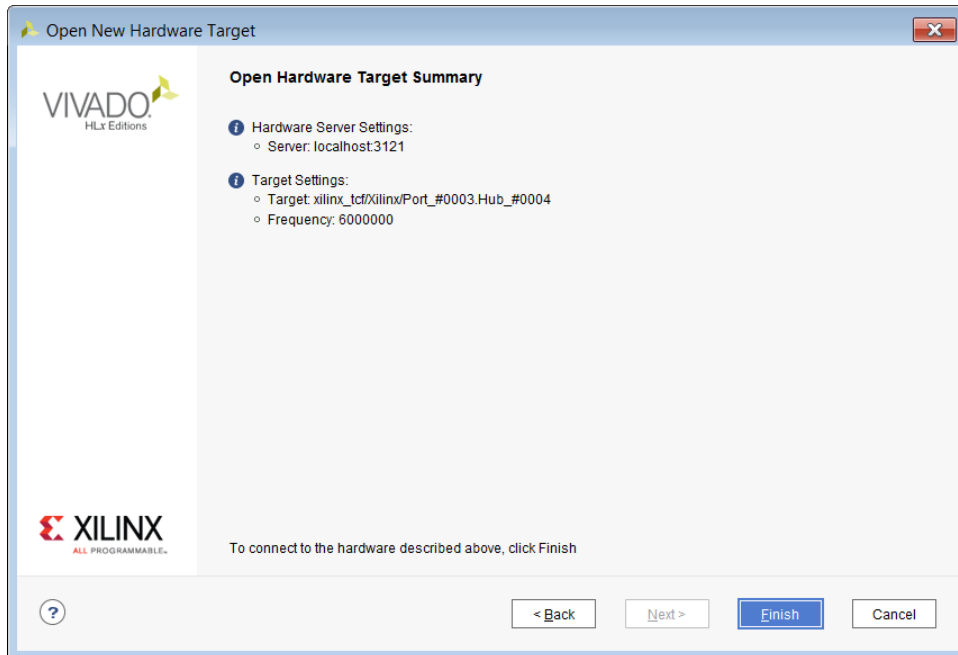 Open New Hardware Target
VIVADO.
HLx Editions
Open Hardware Target Summary
Hardware Server Settings:
Server: localhost:3121
Target Settings:
Target: xilinx_tcf/Xilinx/Port_#0003.Hub_#0004
Frequency: 6000000
XILINX
ALL PROGRAMMABLE™
To connect to the hardware described above, click Finish
?
< Back
Next >
Finish
Cancel